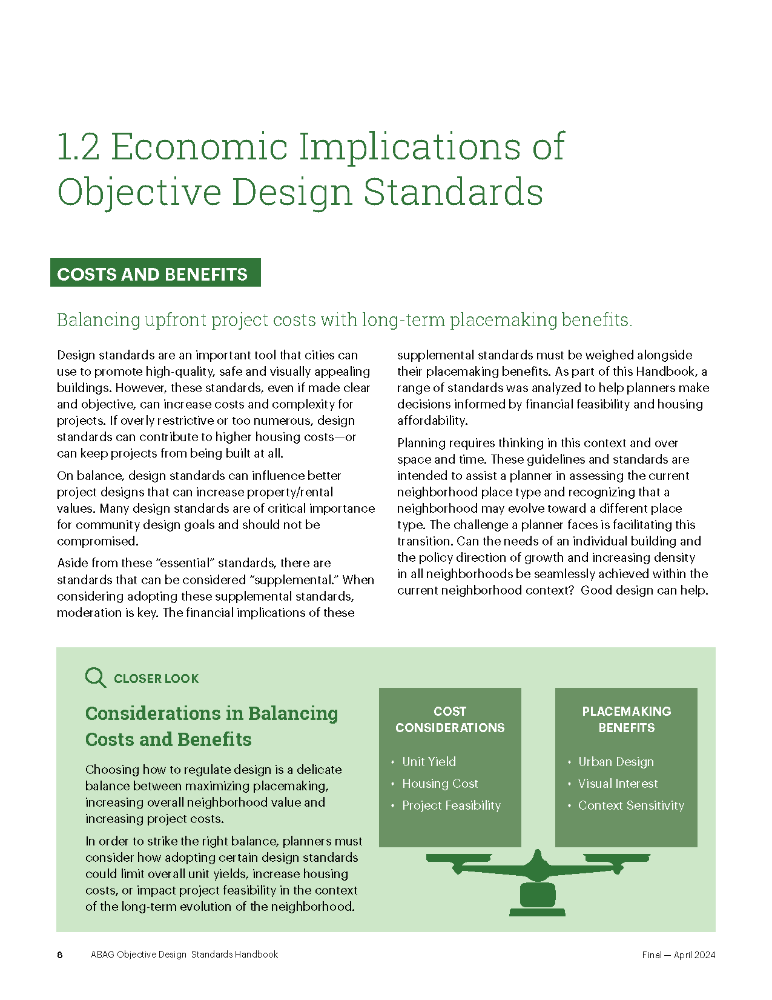 1.2 Economic Implications of
Objective Design Standards
COSTS AND BENEFITS
Balancing upfront project costs with long-term placemaking benefits.
Design standards are an important tool that cities can
use to promote high-quality, safe and visually appealing
buildings. However, these standards, even if made clear
and objective, can increase costs and complexity for
projects. If overly restrictive or too numerous, design
standards can contribute to higher housing costs—or
can keep projects from being built at all.
On balance, design standards can influence better
project designs that can increase property/rental
values. Many design standards are of critical importance
for community design goals and should not be
compromised.
Aside from these “essential” standards, there are
standards that can be considered “supplemental.” When
considering adopting these supplemental standards,
moderation is key. The financial implications of these
supplemental standards must be weighed alongside
their placemaking benefits. As part of this Handbook, a
range of standards was analyzed to help planners make
decisions informed by financial feasibility and housing
affordability.
Planning requires thinking in this context and over
space and time. These guidelines and standards are
intended to assist a planner in assessing the current
neighborhood place type and recognizing that a
neighborhood may evolve toward a different place
type. The challenge a planner faces is facilitating this
transition. Can the needs of an individual building and
the policy direction of growth and increasing density
in all neighborhoods be seamlessly achieved within the
current neighborhood context?  Good design can help.
CLOSER LOOK
Considerations in Balancing
Costs and Benefits
Choosing how to regulate design is a delicate
balance between maximizing placemaking,
increasing overall neighborhood value and
increasing project costs.
In order to strike the right balance, planners must
consider how adopting certain design standards
could limit overall unit yields, increase housing
costs, or impact project feasibility in the context
of the long-term evolution of the neighborhood.
COST
CONSIDERATIONS
• Unit Yield
• Housing Cost
• Project Feasibility
PLACEMAKING
BENEFITS
• Urban Design
• Visual Interest
• Context Sensitivity
8 ABAG Objective Design Standards Handbook
Final — April 2024